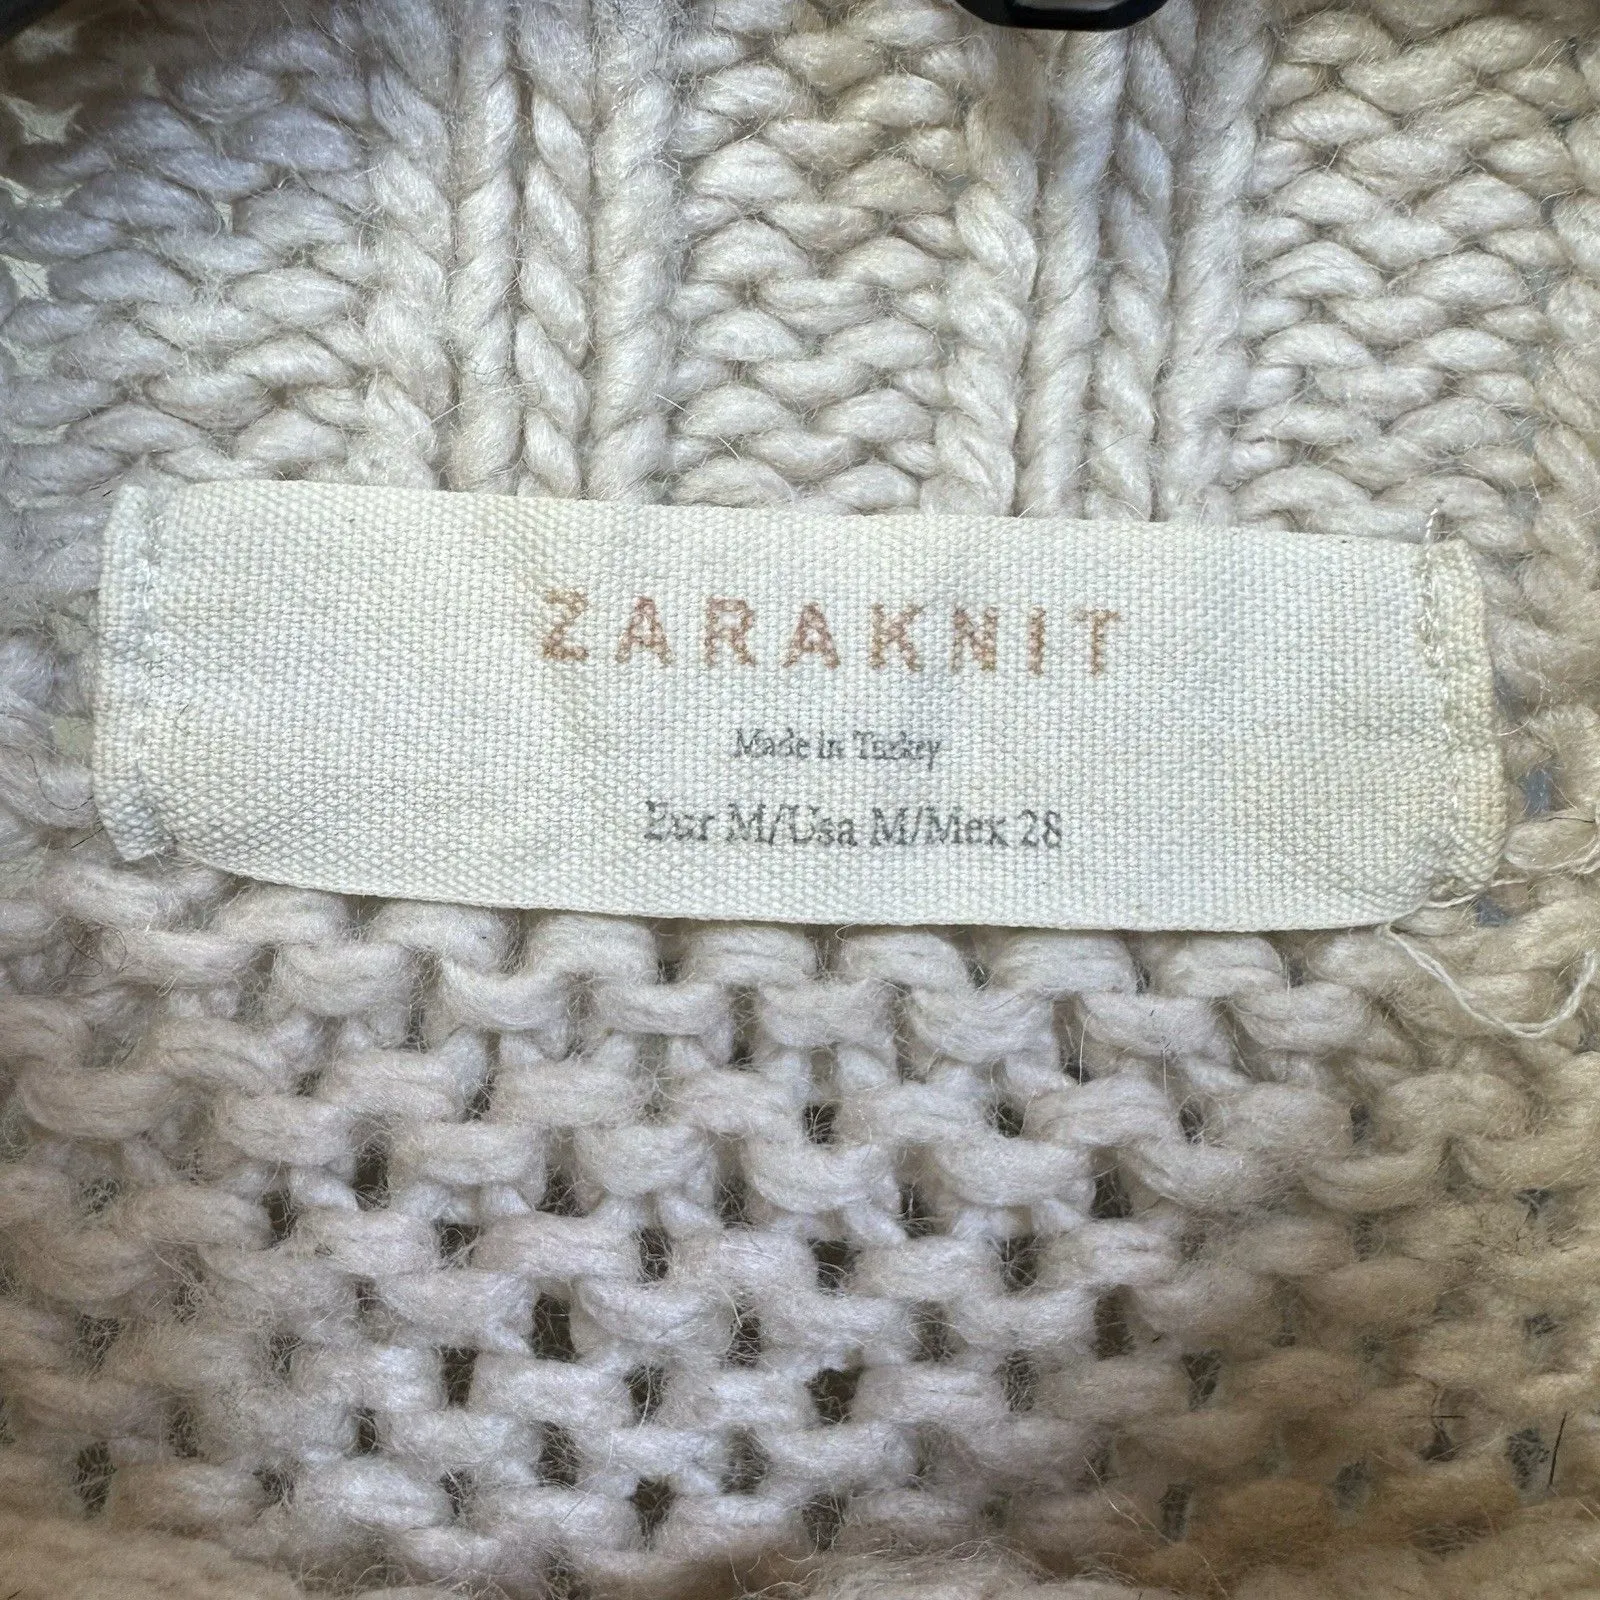 ZARAKNIT
Made in Turkey
Eur M/Usa M/Mex 28